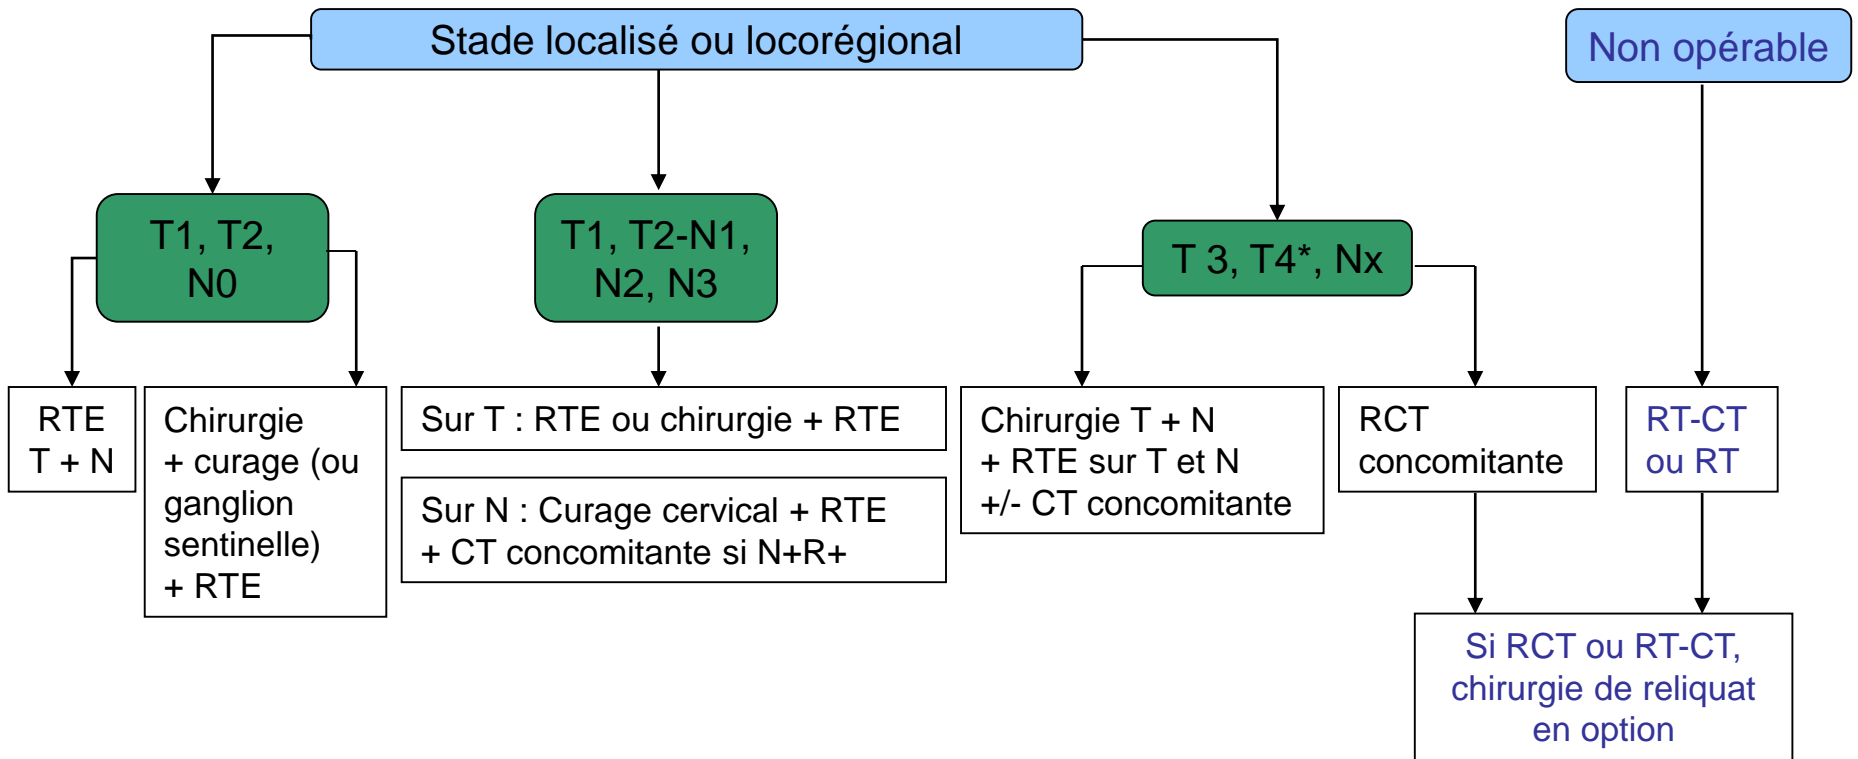 Stade localisé ou locorégional
Non opérable
T1, T2,
N0
T1, T2-N1,
N2, N3
T 3, T4*, Nx
RTE
T + N
Chirurgie
+ curage (ou
ganglion
sentinelle)
+ RTE
Sur T : RTE ou chirurgie + RTE
Sur N : Curage cervical + RTE
+ CT concomitante si N+R+
Chirurgie T + N
+ RTE sur T et N
+/- CT concomitante
RCT
concomitante
RT-CT
ou RT
Si RCT ou RT-CT,
chirurgie de reliquat
en option